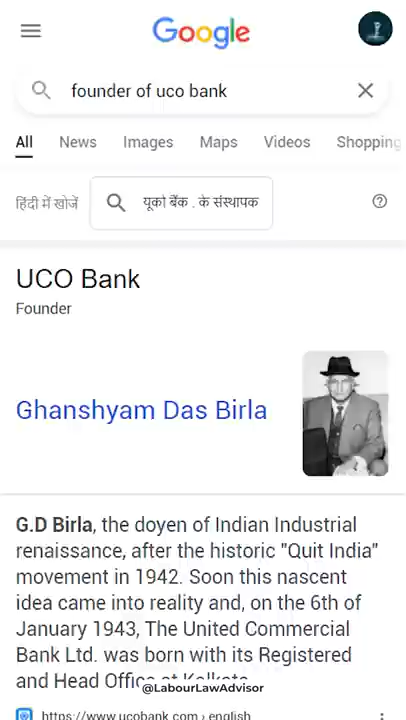 Google
founder of uco bank
All News Images Maps Videos Shopping
हिंदी में खोजें
यूको बैंक . के संस्थापक
UCO Bank
Founder
Ghanshyam Das Birla
G.D Birla, the doyen of Indian Industrial
renaissance, after the historic "Quit India"
movement in 1942. Soon this nascent
idea came into reality and, on the 6th of
January 1943, The United Commercial
Bank Ltd. was born with its Registered
and Head Office at Kolkata
@LabourLawAdvisor
https://www.ucobank.com › english